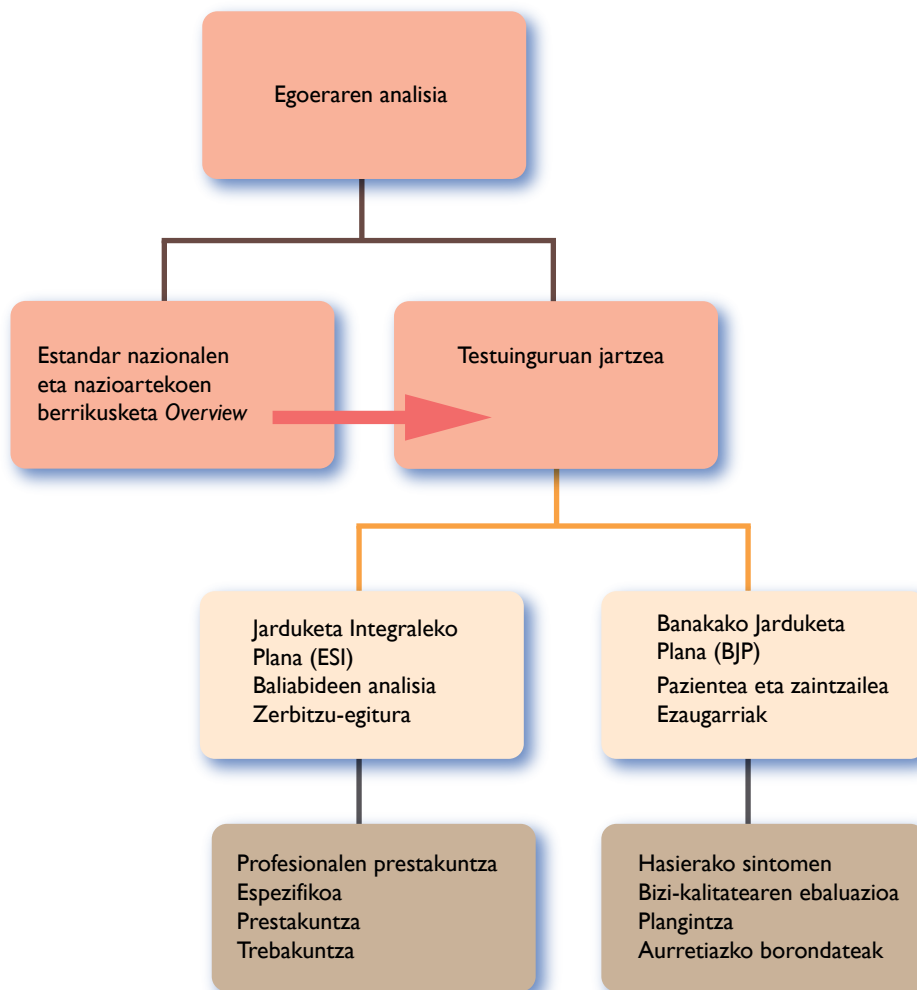 Egoeraren analisia
Estandar nazionalen
eta nazioartekoen
berrikusketa Overview
Testuinguruan jartzea
Jarduketa Integraleko
Plana (ESI)
Baliabideen analisia
Zerbitzu-egitura
Banakako Jarduketa
Plana (BJP)
Pazientea eta zaintzailea
Ezaugarriak
Profesionalen prestakuntza
Espezifikoa
Prestakuntza
Trebakuntza
Hasierako sintomen
Bizi-kalitatearen ebaluazioa
Plangintza
Aurretiazko borondateak